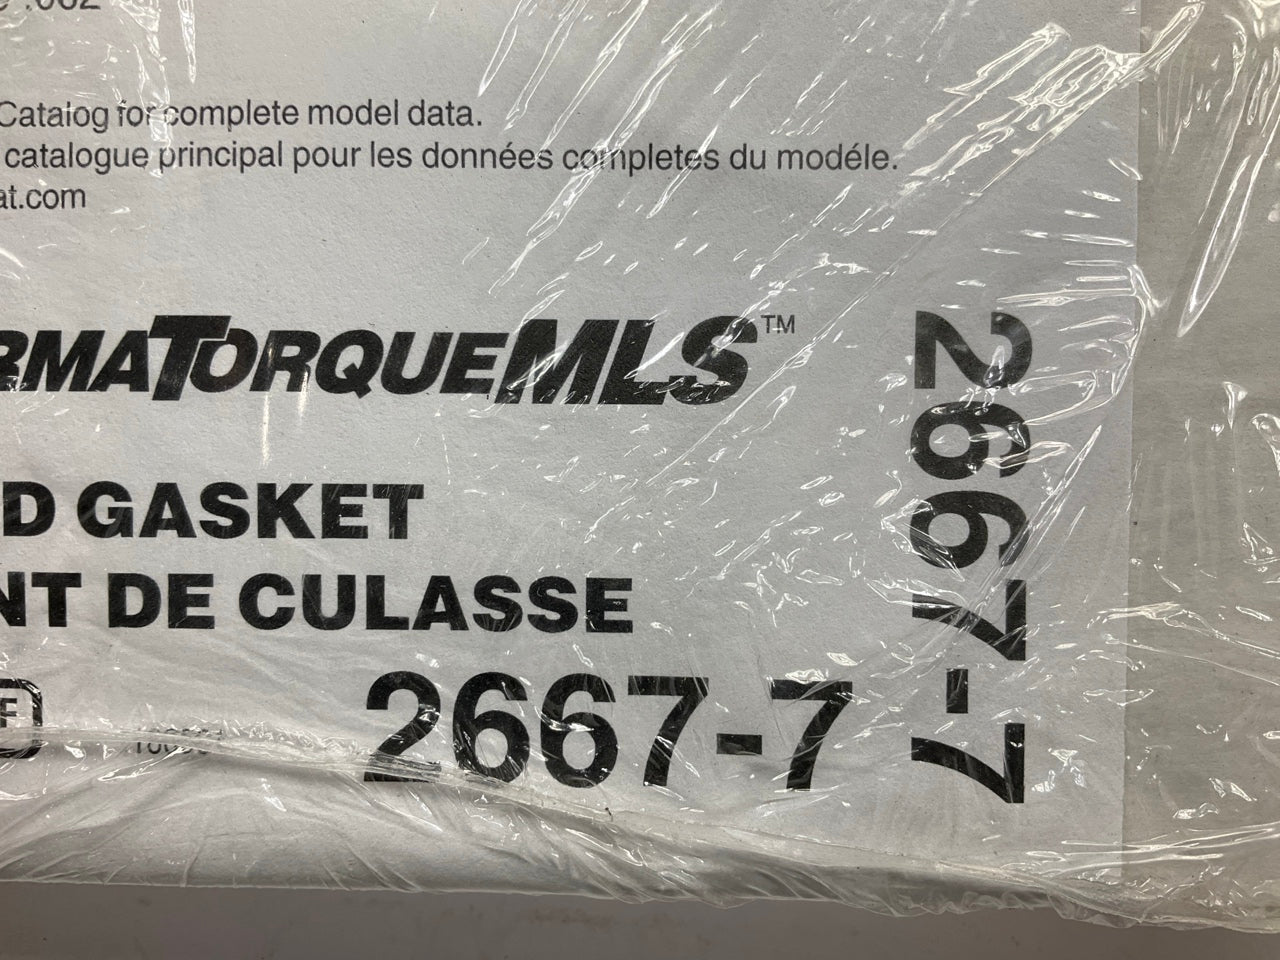 Catalog for complete model data.
catalogue principal pour les données completes du modéle.
at.com
RMATORQUEMLS™
D GASKET
NT DE CULASSE
F
2667-7
2667-7